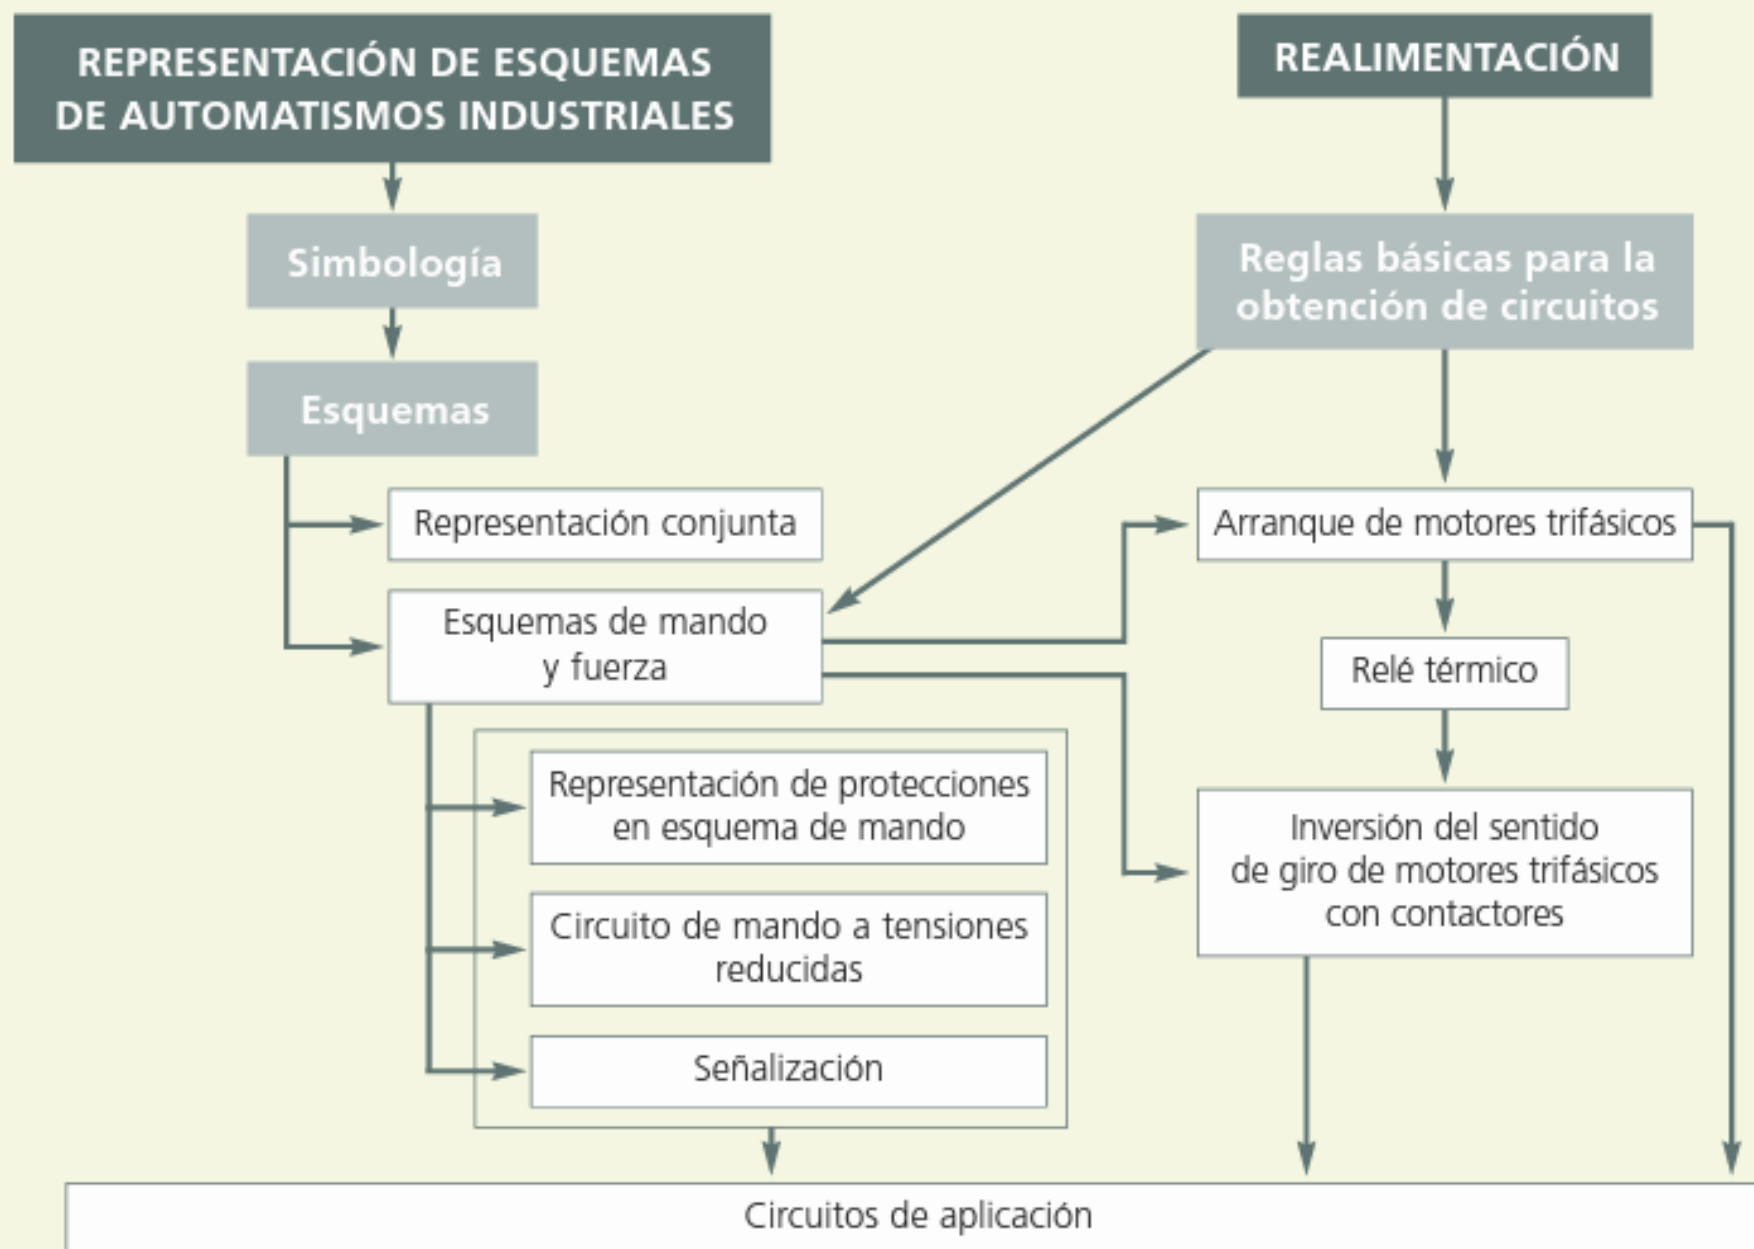 REPRESENTACIÓN DE ESQUEMAS
DE AUTOMATISMOS INDUSTRIALES
Simbología
Esquemas
Representación conjunta
Esquemas de mando
y fuerza
Representación de protecciones
en esquema de mando
Circuito de mando a tensiones
reducidas
Señalización
REALIMENTACIÓN
Reglas básicas para la
obtención de circuitos
Arranque de motores trifásicos
Relé térmico
Inversión del sentido
de giro de motores trifásicos
con contactores
Circuitos de aplicación